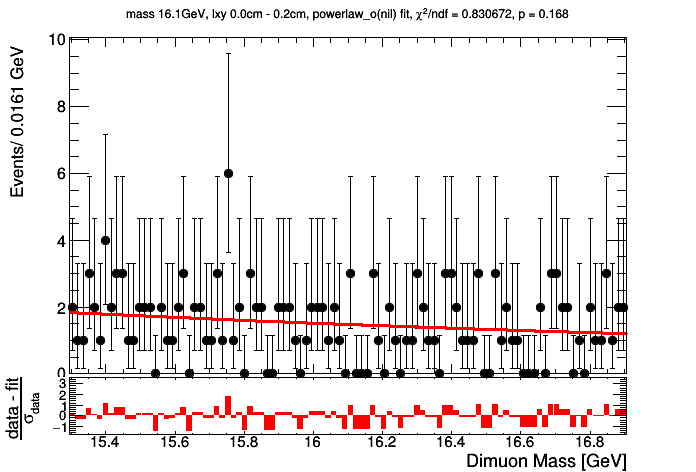 mass 16.1GeV, lxy 0.0cm - 0.2cm, powerlaw_o(nil) fit, χ²/ndf = 0.830672, p = 0.168
Events/ 0.0161 GeV
10
8
6
4
2
0
data - fit
σdata
3
2
1
0
−1
15.4 15.6 15.8 16 16.2 16.4 16.6 16.8
Dimuon Mass [GeV]